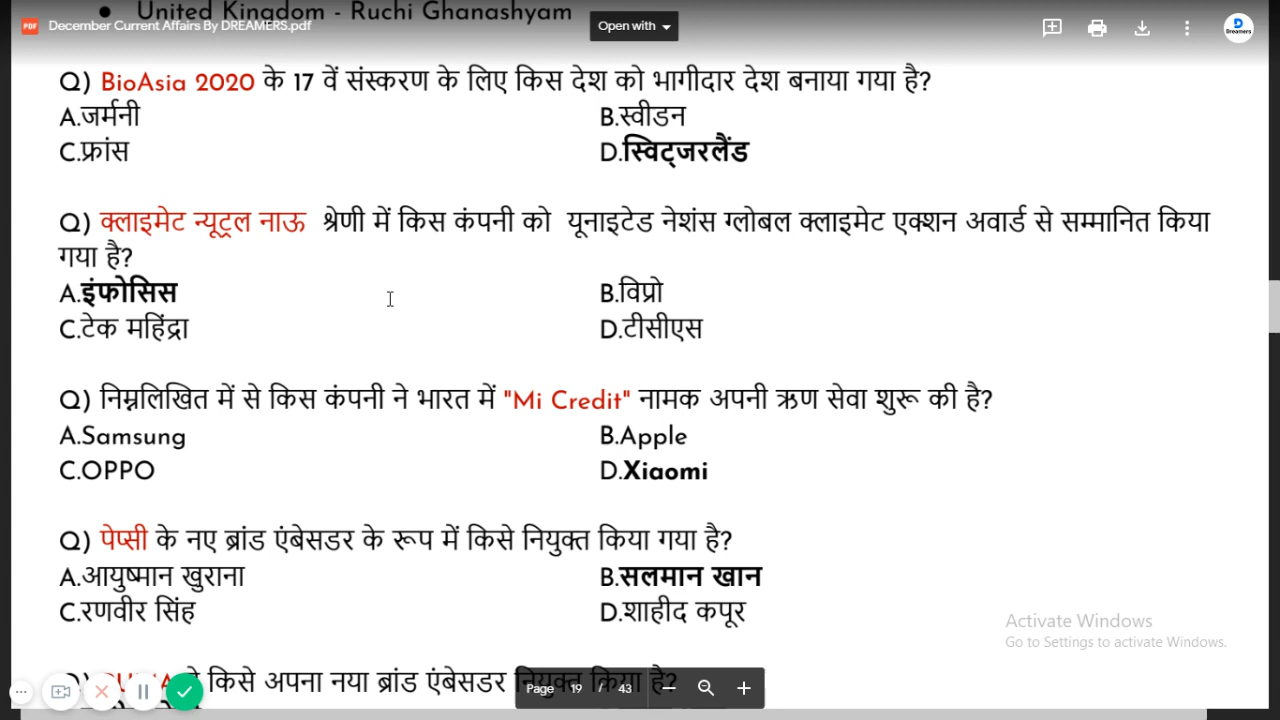 United Kingdom - Ruchi Ghanashyam
PDF December Current Affairs By DREAMERS.pdf
Open with
Dreamers
Q) BioAsia 2020 के 17 वें संस्करण के लिए किस देश को भागीदार देश बनाया गया है?
A.जर्मनी B.स्वीडन
C.फ्रांस D.स्विट्जरलैंड
Q) क्लाइमेट न्यूट्रल नाऊ श्रेणी में किस कंपनी को यूनाइटेड नेशंस ग्लोबल क्लाइमेट एक्शन अवार्ड से सम्मानित किया
गया है?
A.इंफोसिस B.विप्रो
C.टेक महिंद्रा D.टीसीएस
Q) निम्नलिखित में से किस कंपनी ने भारत में "Mi Credit" नामक अपनी ऋण सेवा शुरू की है?
A.Samsung B.Apple
C.OPPO D.Xiaomi
Q) पेप्सी के नए ब्रांड एंबेसडर के रूप में किसे नियुक्त किया गया है?
A.आयुष्मान खुराना B.सलमान खान
C.रणवीर सिंह D.शाहीद कपूर
Activate Windows
Go to Settings to activate Windows.
किसे अपना नया ब्रांड एंबेसडर नियुक्त किया है?
Page 19 / 43